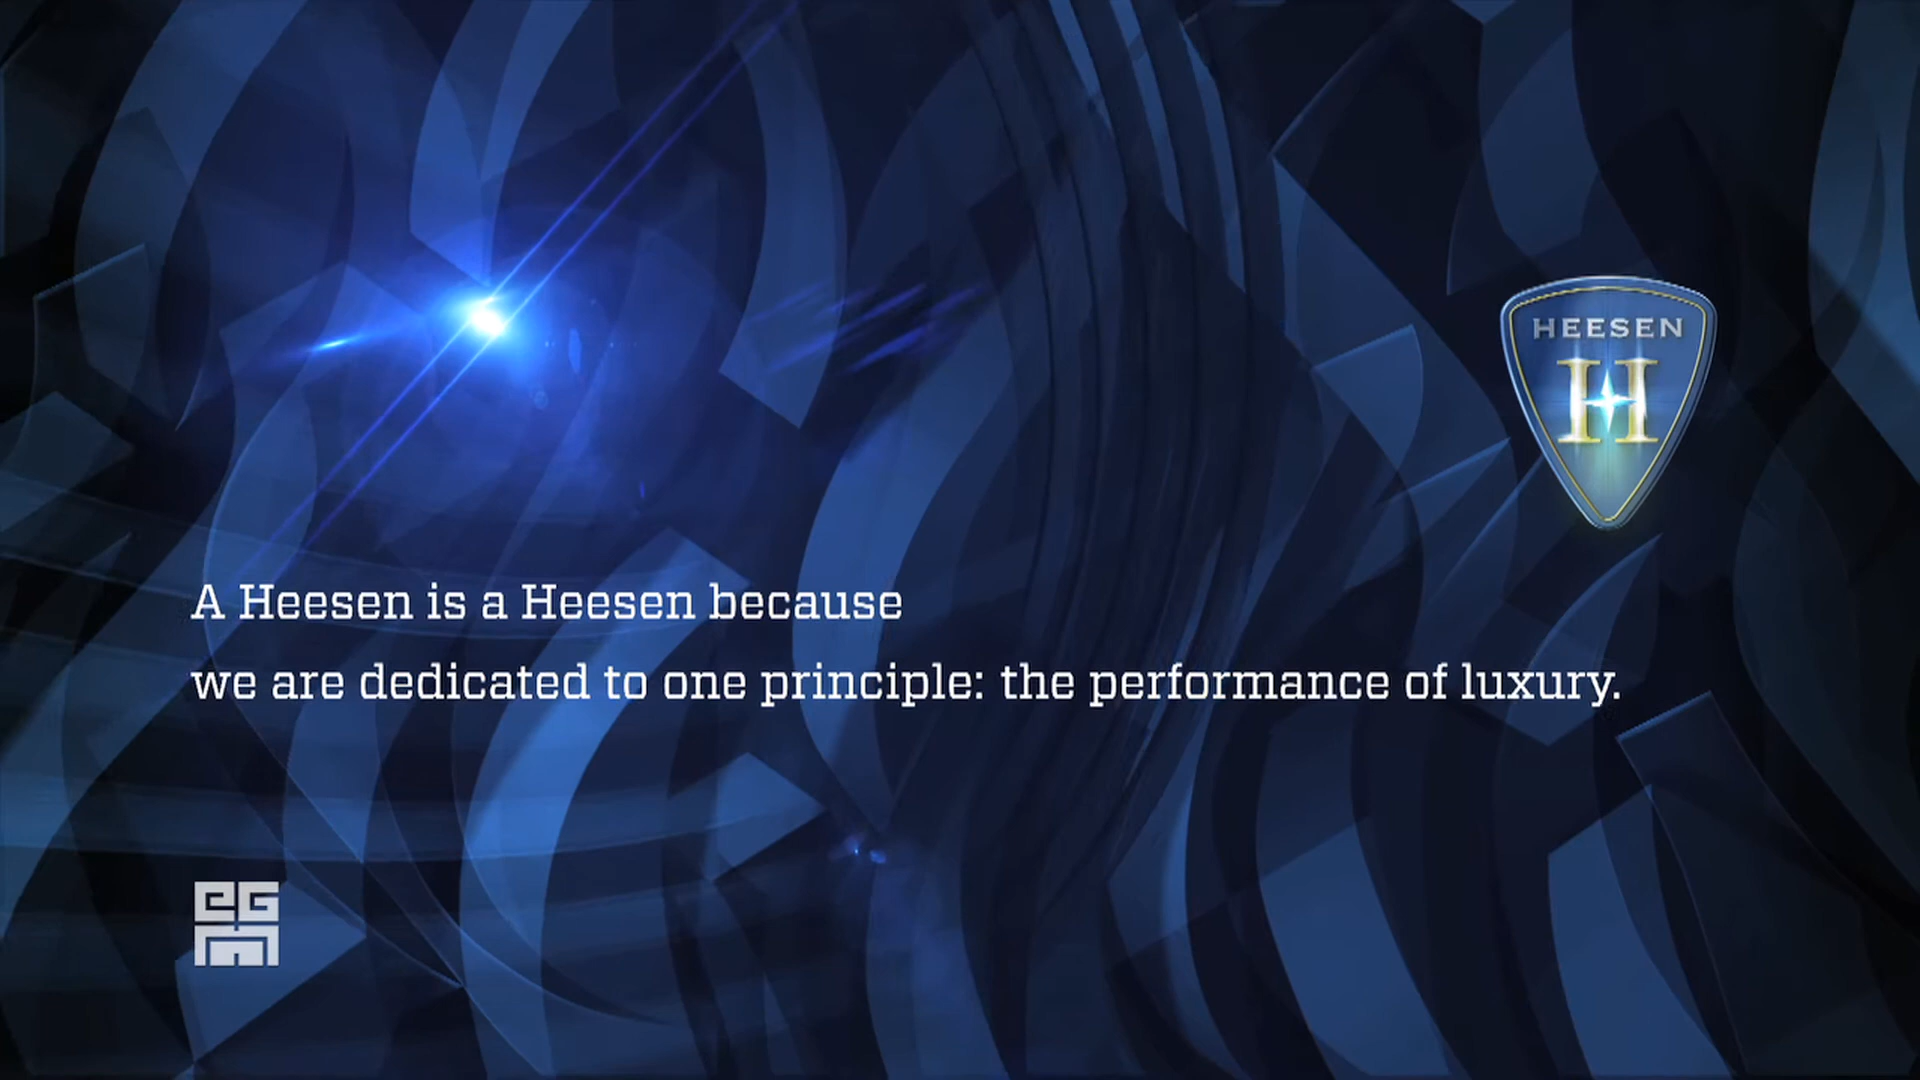 HEESEN
H
A Heesen is a Heesen because
we are dedicated to one principle: the performance of luxury.